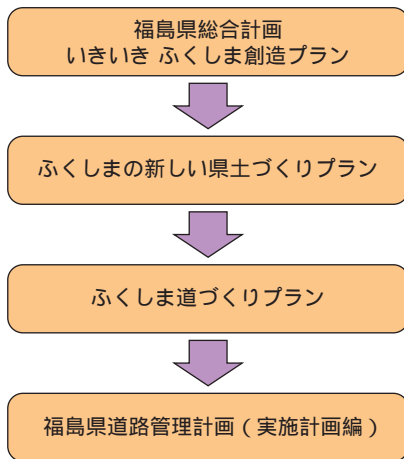 福島県総合計画
いきいき ふくしま創造プラン
ふくしまの新しい県土づくりプラン
ふくしま道づくりプラン
福島県道路管理計画（実施計画編）